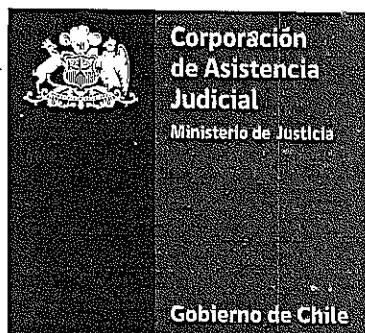 Corporación
de Asistencia
Judicial
Ministerio de Justicia
Gobierno de Chile